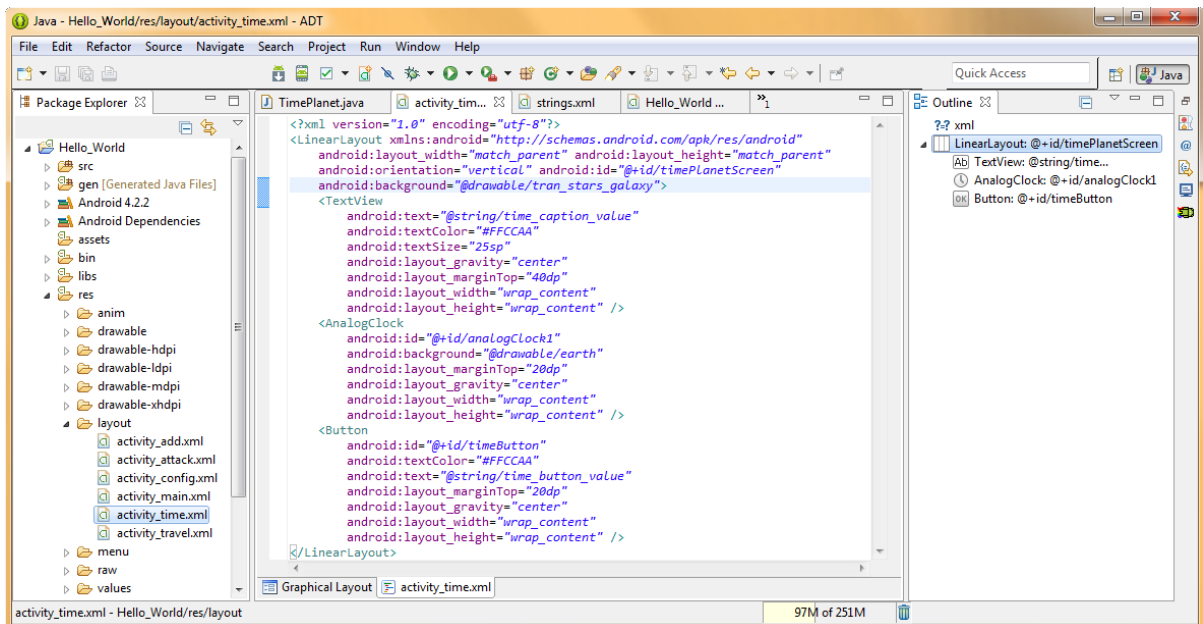 Java - Hello_World/res/layout/activity_time.xml - ADT
File Edit Refactor Source Navigate Search Project Run Window Help
Quick Access
Java
Package Explorer
Hello_World
src
gen [Generated Java Files]
Android 4.2.2
Android Dependencies
assets
bin
libs
res
anim
drawable
drawable-hdpi
drawable-ldpi
drawable-mdpi
drawable-xhdpi
layout
activity_add.xml
activity_attack.xml
activity_config.xml
activity_main.xml
activity_time.xml
activity_travel.xml
menu
raw
values
TimePlanet.java activity_tim... strings.xml Hello_World ... »1
<?xml version="1.0" encoding="utf-8"?>
<LinearLayout xmlns:android="http://schemas.android.com/apk/res/android"
android:layout_width="match_parent" android:layout_height="match_parent"
android:orientation="vertical" android:id="@+id/timePlanetScreen"
android:background="@drawable/tran_stars_galaxy">
<TextView
android:text="@string/time_caption_value"
android:textColor="#FFCCAA"
android:textSize="25sp"
android:layout_gravity="center"
android:layout_marginTop="40dp"
android:layout_width="wrap_content"
android:layout_height="wrap_content" />
<AnalogClock
android:id="@+id/analogClock1"
android:background="@drawable/earth"
android:layout_marginTop="20dp"
android:layout_gravity="center"
android:layout_width="wrap_content"
android:layout_height="wrap_content" />
<Button
android:id="@+id/timeButton"
android:textColor="#FFCCAA"
android:text="@string/time_button_value"
android:layout_marginTop="20dp"
android:layout_gravity="center"
android:layout_width="wrap_content"
android:layout_height="wrap_content" />
</LinearLayout>
Graphical Layout activity_time.xml
Outline
?=? xml
LinearLayout: @+id/timePlanetScreen
Ab TextView: @string/time...
AnalogClock: @+id/analogClock1
OK Button: @+id/timeButton
activity_time.xml - Hello_World/res/layout
97M of 251M